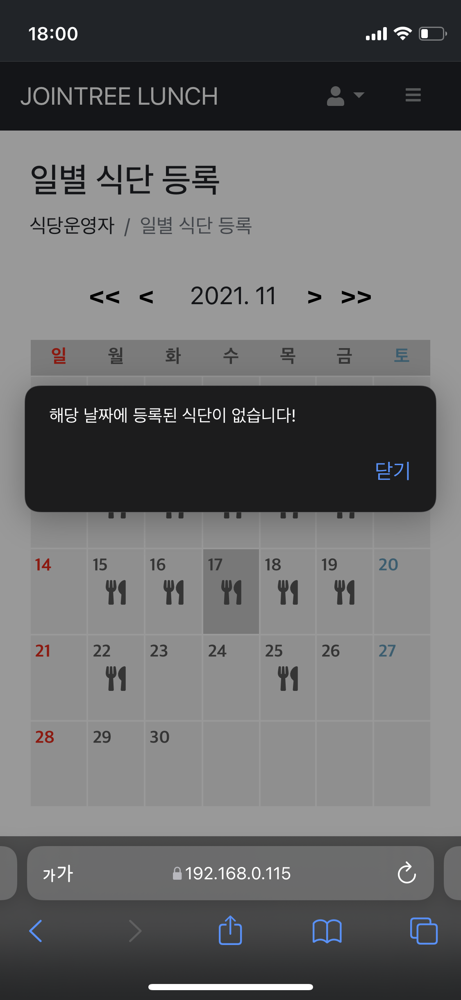 18:00
JOINTREE LUNCH
일별 식단 등록
식당운영자 / 일별 식단 등록
<< < 2021. 11 > >>
일 월 화 수 목 금 토
해당 날짜에 등록된 식단이 없습니다!
닫기
14 15 16 17 18 19 20
21 22 23 24 25 26 27
28 29 30
가가 192.168.0.115